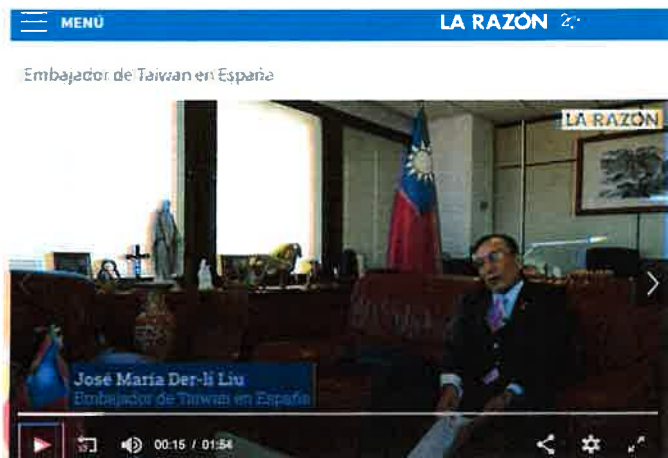 MENÚ
LA RAZÓN
Embajador de Taiwan en España
LA RAZÓN
José María Der-li Liu
Embajador de Taiwan en España
00:15 / 01:54